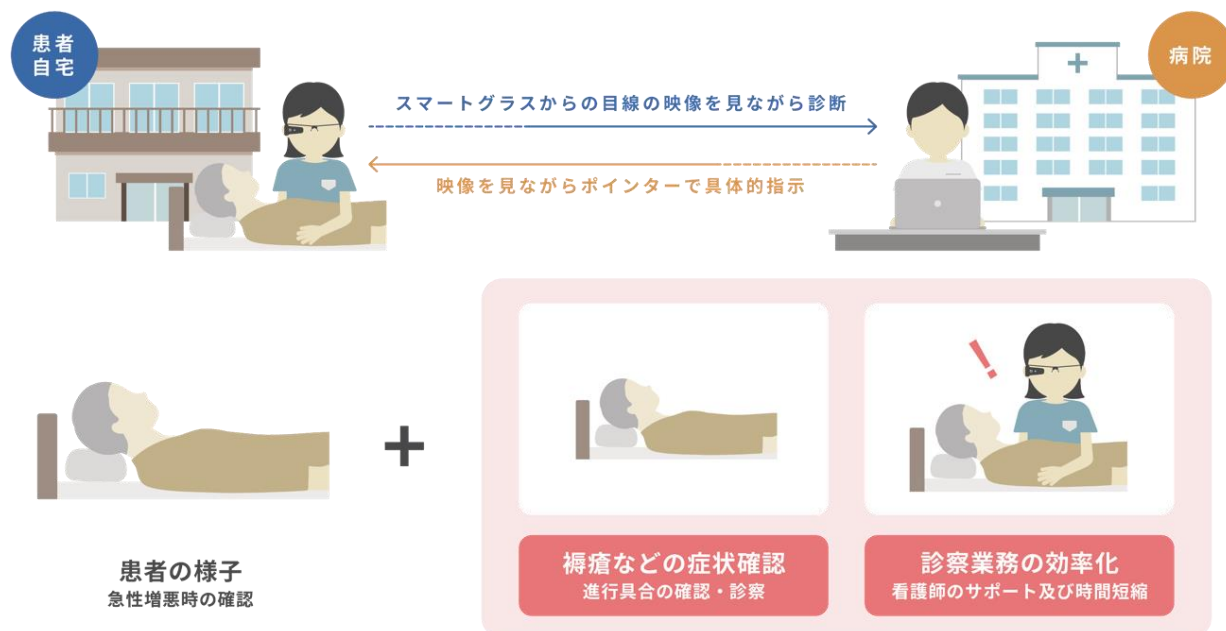 患者
自宅
病院
スマートグラスからの目線の映像を見ながら診断
映像を見ながらポインターで具体的指示
患者の様子
急性増悪時の確認
褥瘡などの症状確認
進行具合の確認・診察
診察業務の効率化
看護師のサポート及び時間短縮